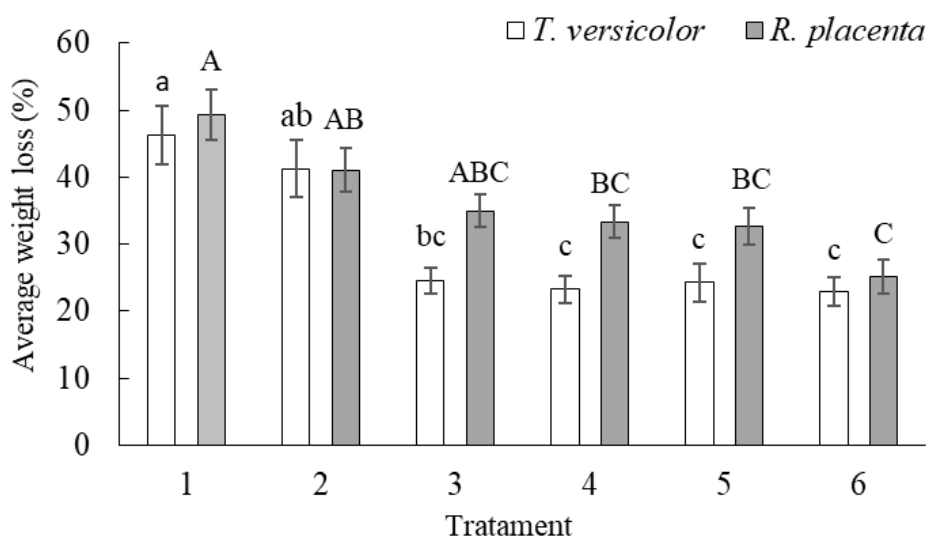 T. versicolor R. placenta
Average weight loss (%)
60
50
40
30
20
10
0
a A
ab AB
bc ABC
c BC
c BC
c C
1 2 3 4 5 6
Tratament